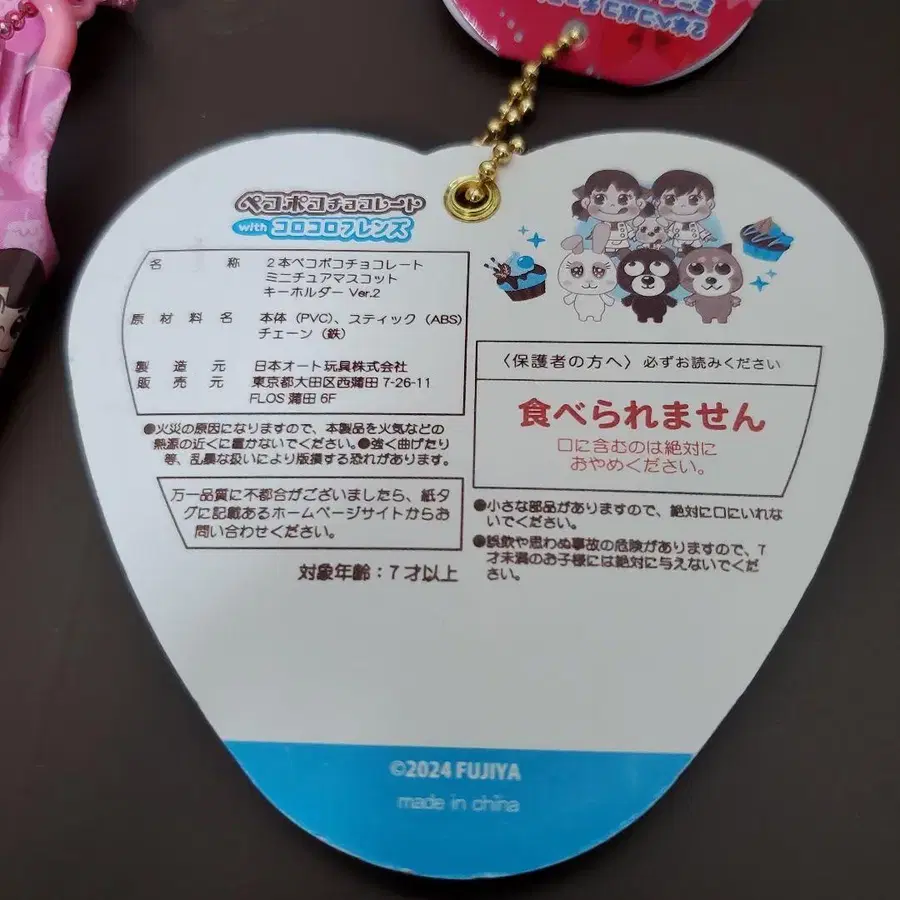 ペコポコチョコレート
with コロコロフレンズ
名称 2本ペコポコチョコレート
ミニチュアマスコット
キーホルダー Ver.2
原材料名 本体（PVC）、スティック（ABS）
チェーン（鉄）
製造元 日本オート玩具株式会社
販売元 東京都大田区西蒲田 7-26-11
FLOS 蒲田 6F
●火災の原因になりますので、本製品を火気などの
熱源の近くに置かないでください。●強く曲げたり
等、乱暴な扱いにより破損する恐れがあります。
万一品質に不都合がございましたら、紙タ
グに記載あるホームページサイトからお
問い合わせください。
対象年齢：7才以上
〈保護者の方へ〉必ずお読みください
食べられません
口に含むのは絶対に
おやめください。
●小さな部品がありますので、絶対に口にいれな
いでください。
●誤飲や思わぬ事故の危険がありますので、7
才未満のお子様には絶対に与えないでくだ
さい。
©2024 FUJIYA
made in china